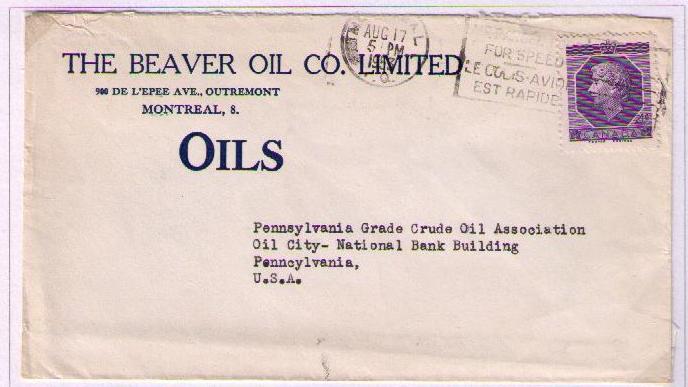 THE BEAVER OIL CO. LIMITED
900 DE L'EPEE AVE., OUTREMONT
MONTREAL, 8.
OILS
AUG 17
5 PM
FOR SPEED
LE COLIS-AVION
EST RAPIDE
CANADA
Pennsylvania Grade Crude Oil Association
Oil City- National Bank Building
Penncylvania,
U.S.A.